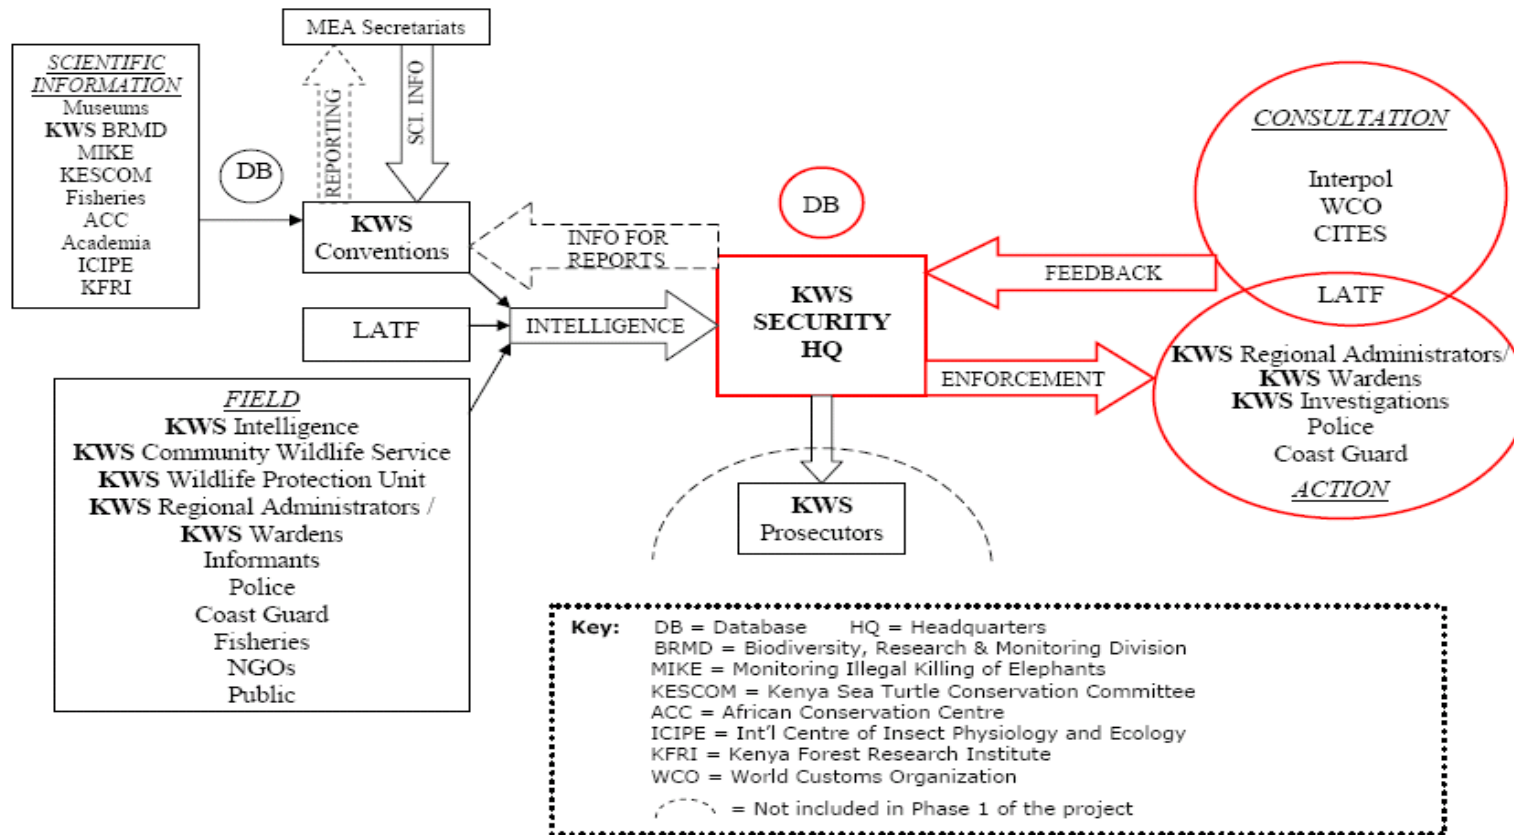 MEA Secretariats
SCIENTIFIC
INFORMATION
Museums
KWS BRMD
MIKE
KESCOM
Fisheries
ACC
Academia
ICIPE
KFRI
DB
REPORTING
SCI. INFO
KWS
Conventions
INFO FOR
REPORTS
LATF
INTELLIGENCE
FIELD
KWS Intelligence
KWS Community Wildlife Service
KWS Wildlife Protection Unit
KWS Regional Administrators /
KWS Wardens
Informants
Police
Coast Guard
Fisheries
NGOs
Public
DB
KWS
SECURITY
HQ
KWS
Prosecutors
FEEDBACK
ENFORCEMENT
CONSULTATION
Interpol
WCO
CITES
LATF
KWS Regional Administrators/
KWS Wardens
KWS Investigations
Police
Coast Guard
ACTION
Key: DB = Database HQ = Headquarters
BRMD = Biodiversity, Research & Monitoring Division
MIKE = Monitoring Illegal Killing of Elephants
KESCOM = Kenya Sea Turtle Conservation Committee
ACC = African Conservation Centre
ICIPE = Int'l Centre of Insect Physiology and Ecology
KFRI = Kenya Forest Research Institute
WCO = World Customs Organization
= Not included in Phase 1 of the project